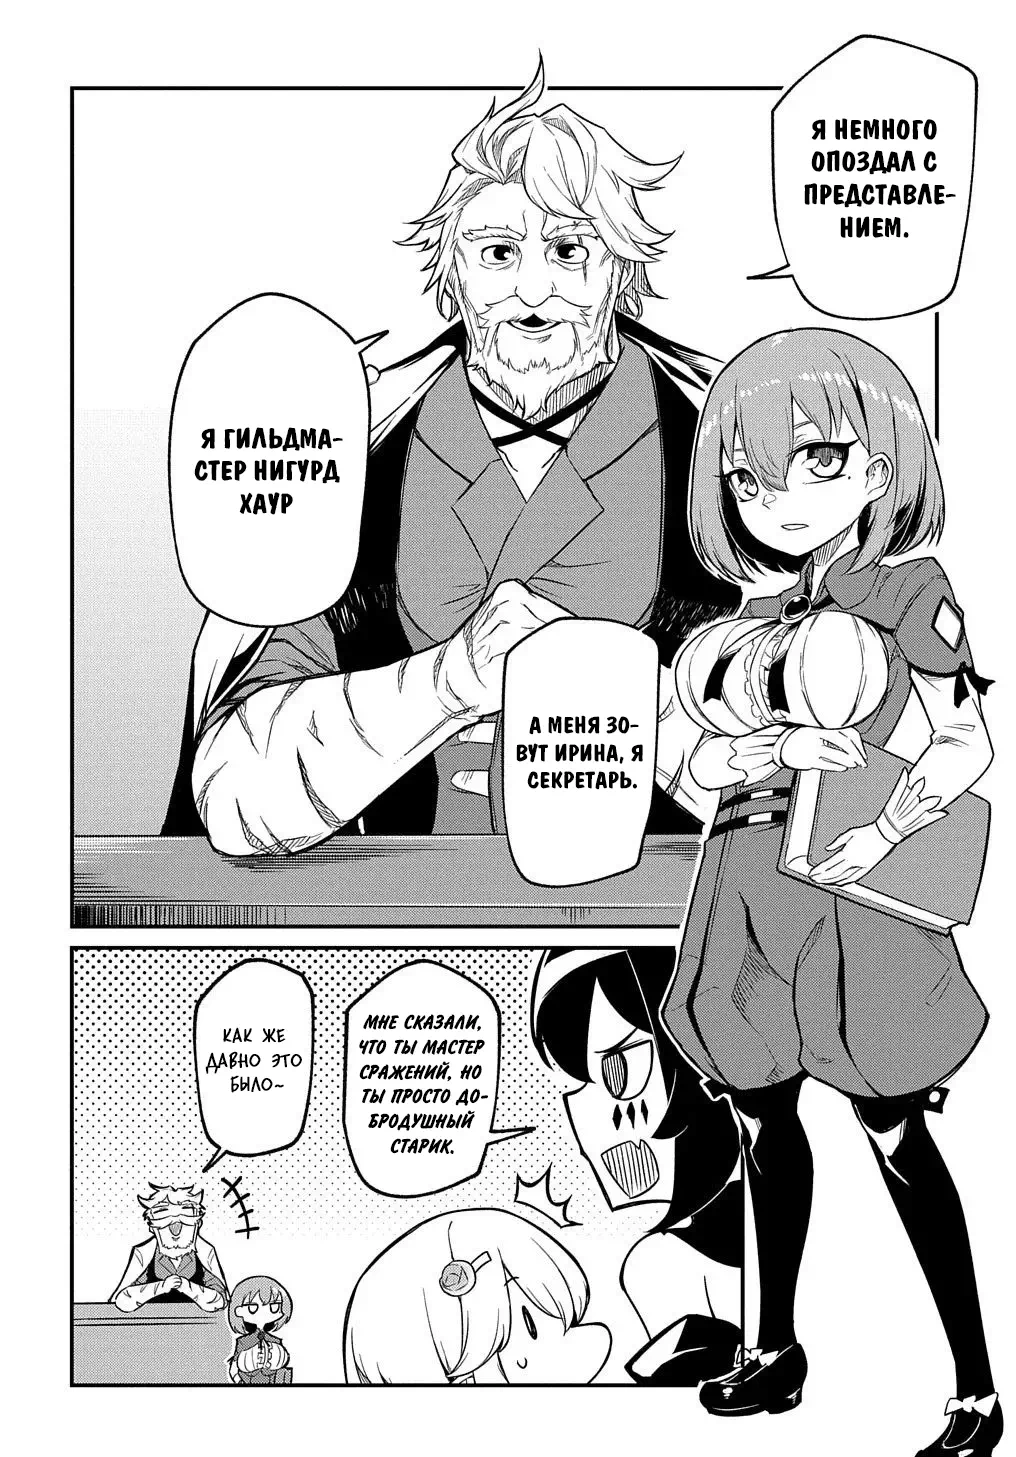 Я НЕМНОГО
ОПОЗДАЛ С
ПРЕДСТАВЛЕ-
НИЕМ.
Я ГИЛЬДМА-
СТЕР НИГУРД
ХАУР
А МЕНЯ ЗО-
ВУТ ИРИНА, Я
СЕКРЕТАРЬ.
МНЕ СКАЗАЛИ,
ЧТО ТЫ МАСТЕР
СРАЖЕНИЙ, НО
ТЫ ПРОСТО ДО-
БРОДУШНЫЙ
СТАРИК.
КАК ЖЕ
ДАВНО ЭТО
БЫЛО~